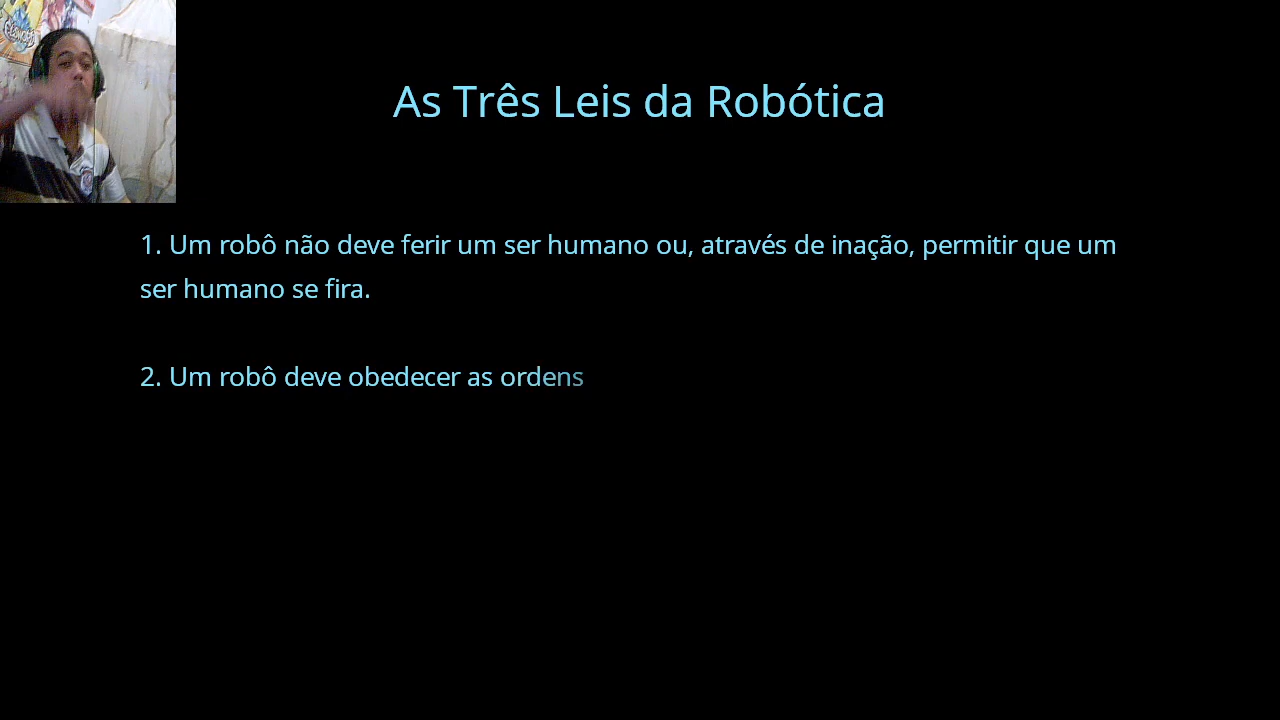 As Três Leis da Robótica
1. Um robô não deve ferir um ser humano ou, através de inação, permitir que um
ser humano se fira.
2. Um robô deve obedecer as ordens